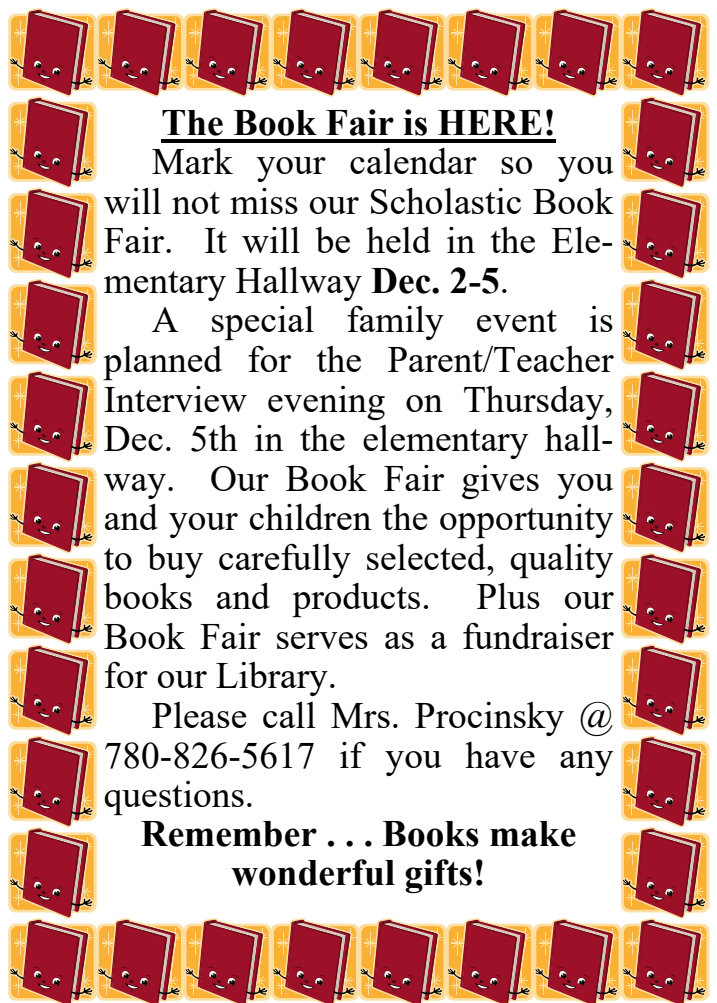 The Book Fair is HERE!
Mark your calendar so you
will not miss our Scholastic Book
Fair. It will be held in the Ele-
mentary Hallway Dec. 2-5.
A special family event is
planned for the Parent/Teacher
Interview evening on Thursday,
Dec. 5th in the elementary hall-
way. Our Book Fair gives you
and your children the opportunity
to buy carefully selected, quality
books and products. Plus our
Book Fair serves as a fundraiser
for our Library.
Please call Mrs. Procinsky @
780-826-5617 if you have any
questions.
Remember . . . Books make
wonderful gifts!